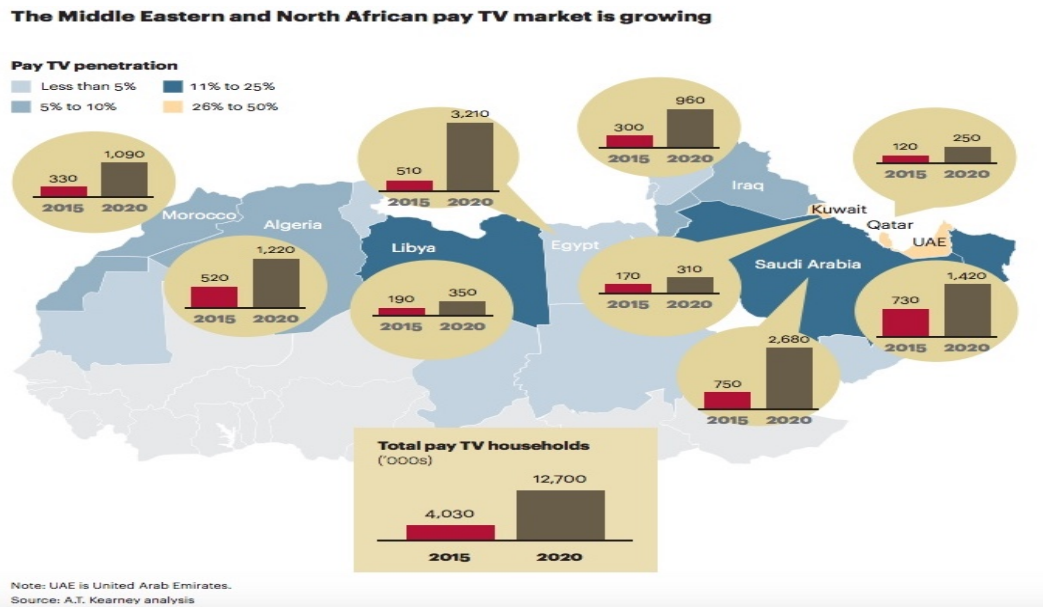 The Middle Eastern and North African pay TV market is growing
Pay TV penetration
Less than 5%
11% to 25%
5% to 10%
26% to 50%
330
1,090
2015 2020
510
3,210
2015 2020
300
960
2015 2020
120
250
2015 2020
Morocco
Algeria
Libya
Egypt
Iraq
Kuwait
Qatar
UAE
Saudi Arabia
520
1,220
2015 2020
190
350
2015 2020
170
310
2015 2020
730
1,420
2015 2020
750
2,680
2015 2020
Total pay TV households
('000s)
4,030
12,700
2015 2020
Note: UAE is United Arab Emirates.
Source: A.T. Kearney analysis